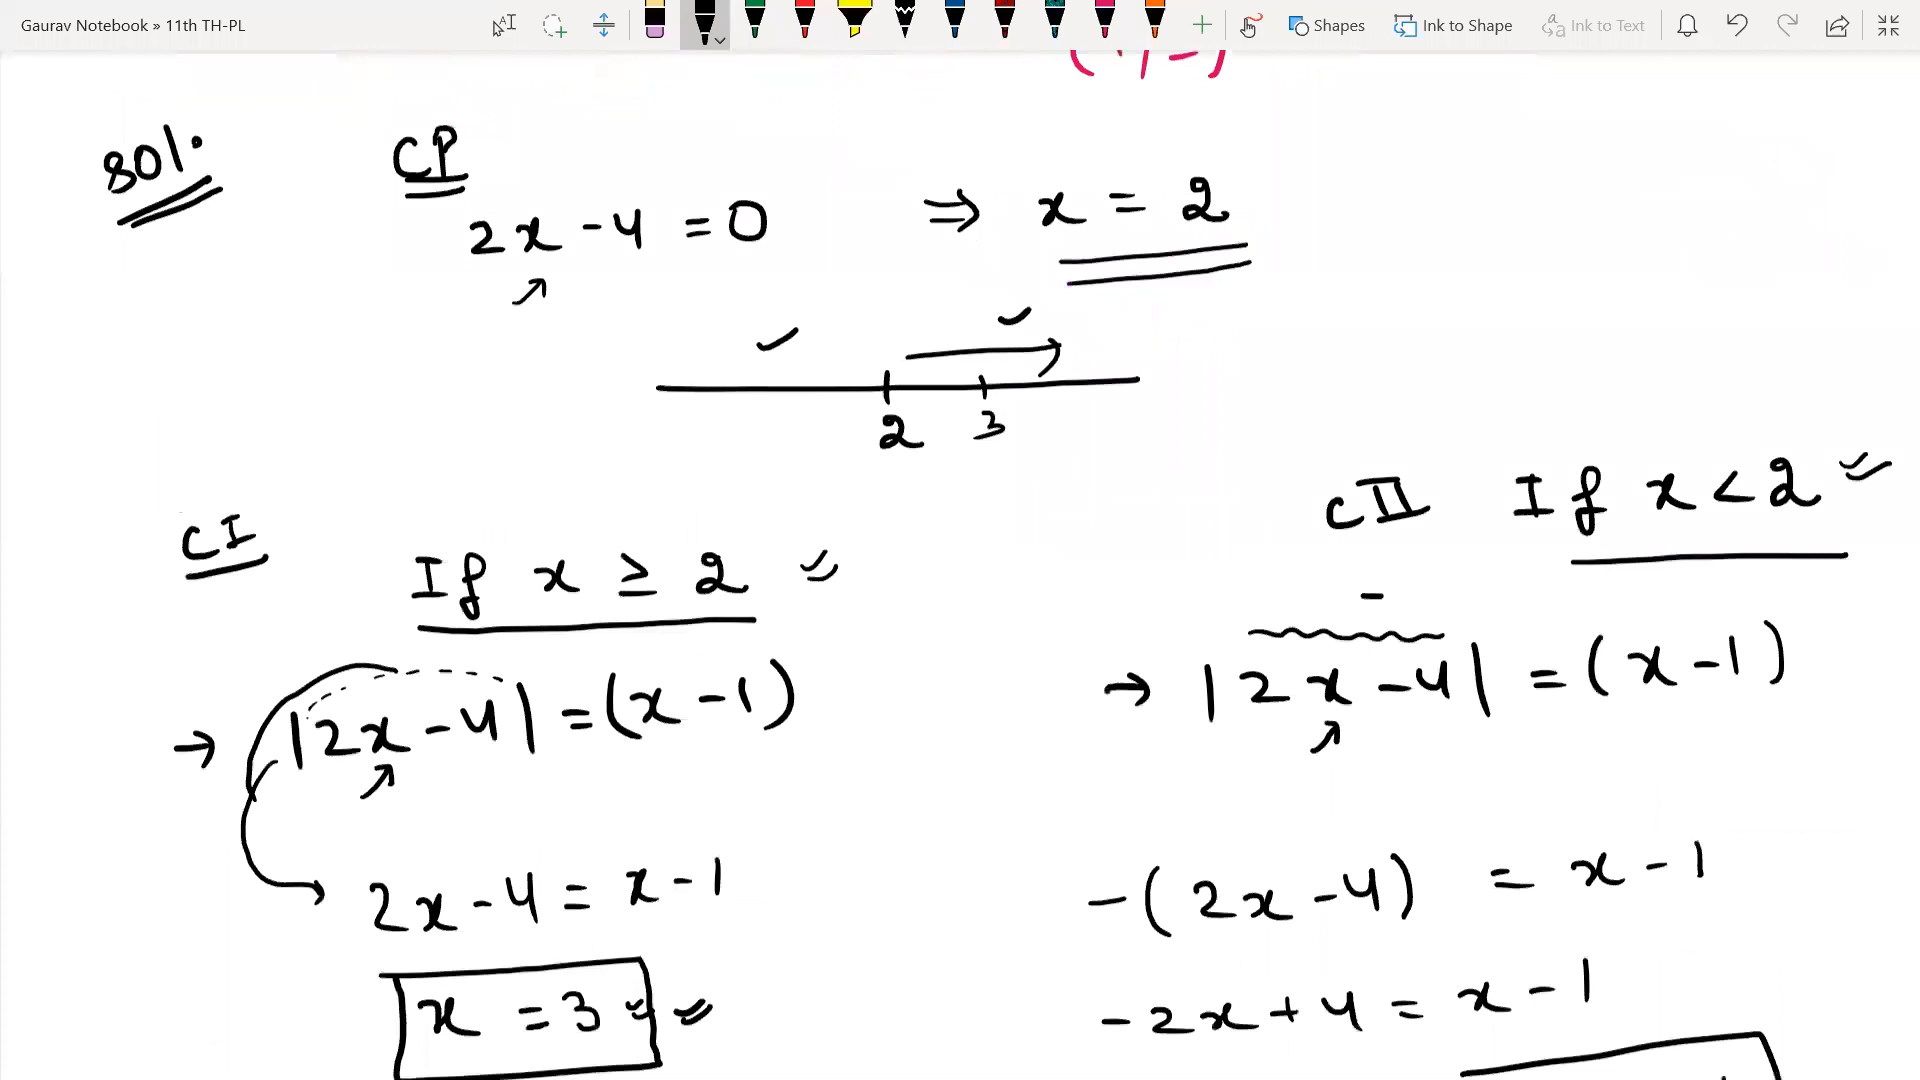 Gaurav Notebook » 11th TH-PL
Shapes
Ink to Shape
Ink to Text
Sol.
CP
2x - 4 = 0 ⇒ x = 2
2 3
CI If x ≥ 2
→ |2x - 4| = (x - 1)
2x - 4 = x - 1
x = 3
CII If x < 2
-
→ |2x - 4| = (x - 1)
-(2x - 4) = x - 1
-2x + 4 = x - 1